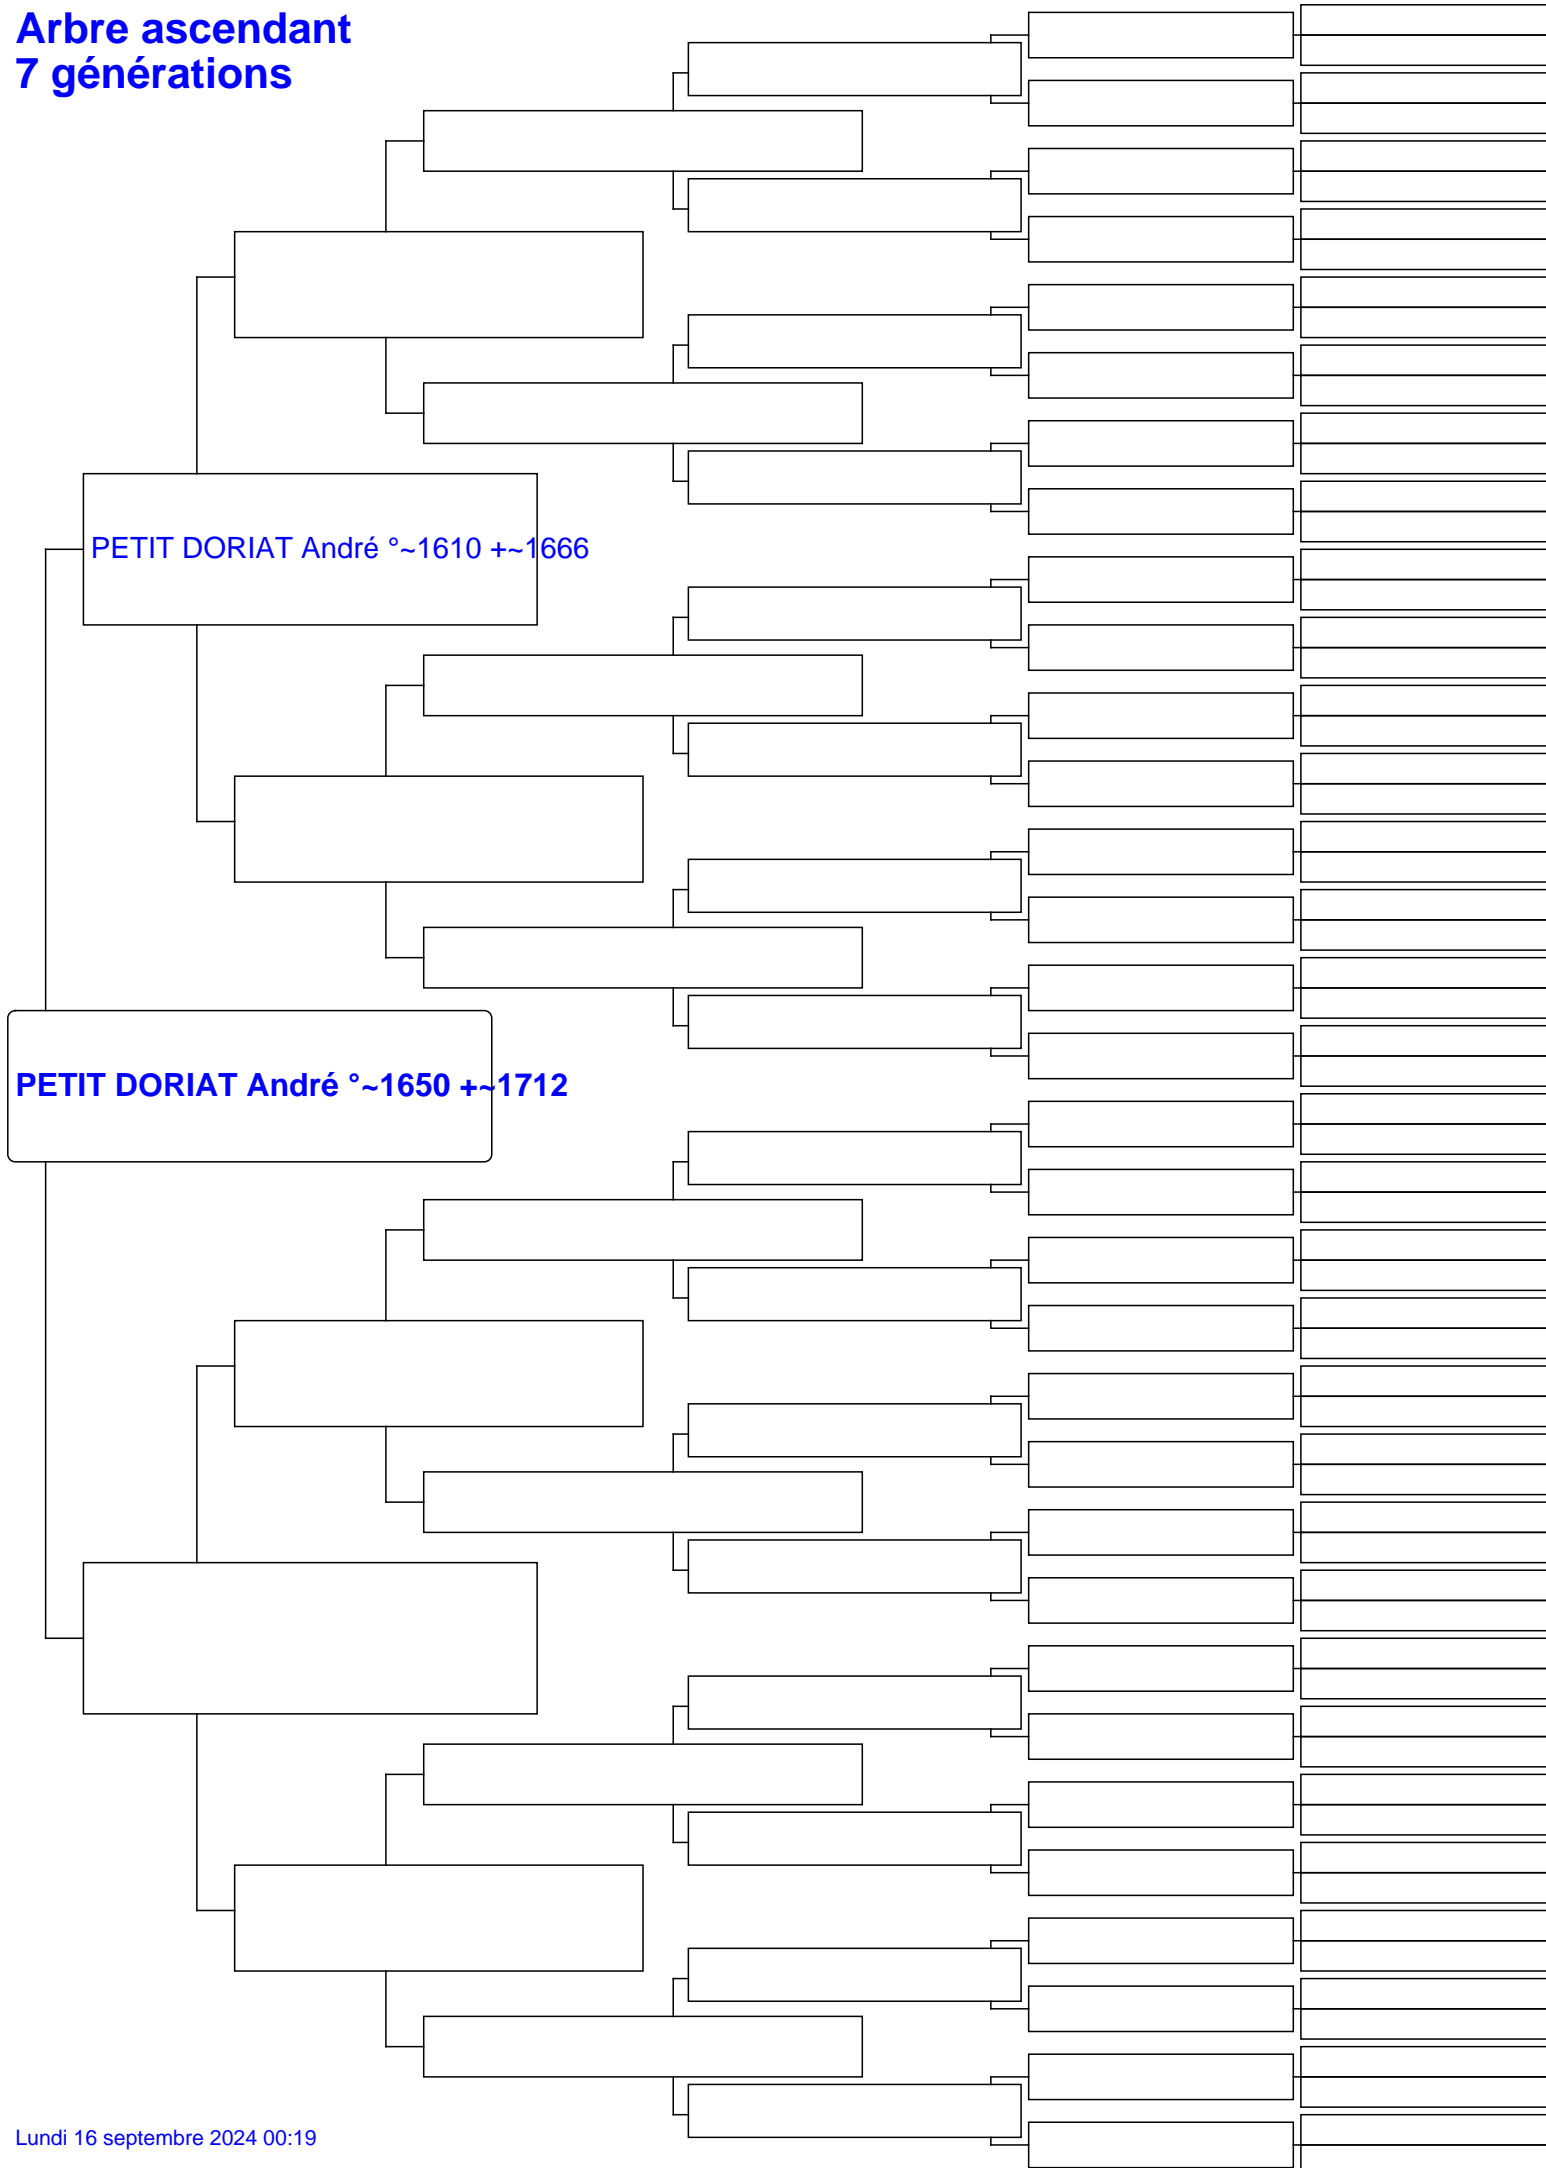 Arbre ascendant
7 générations
PETIT DORIAT André °~1610 +~1666
PETIT DORIAT André °~1650 +~1712
Lundi 16 septembre 2024 00:19